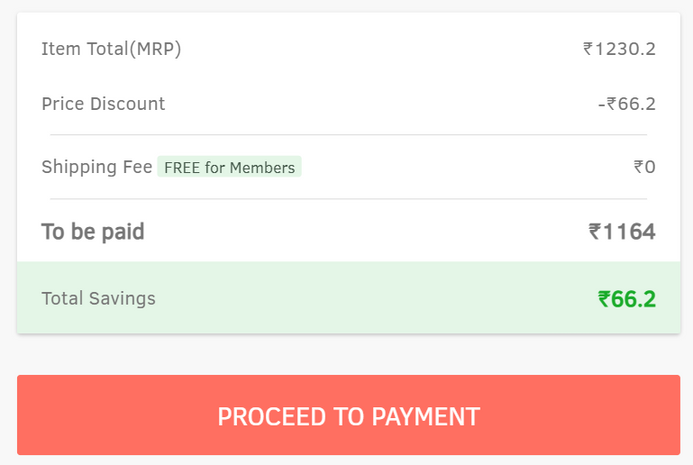 Item Total(MRP) ₹1230.2
Price Discount -₹66.2
Shipping Fee FREE for Members ₹0
To be paid ₹1164
Total Savings ₹66.2
PROCEED TO PAYMENT